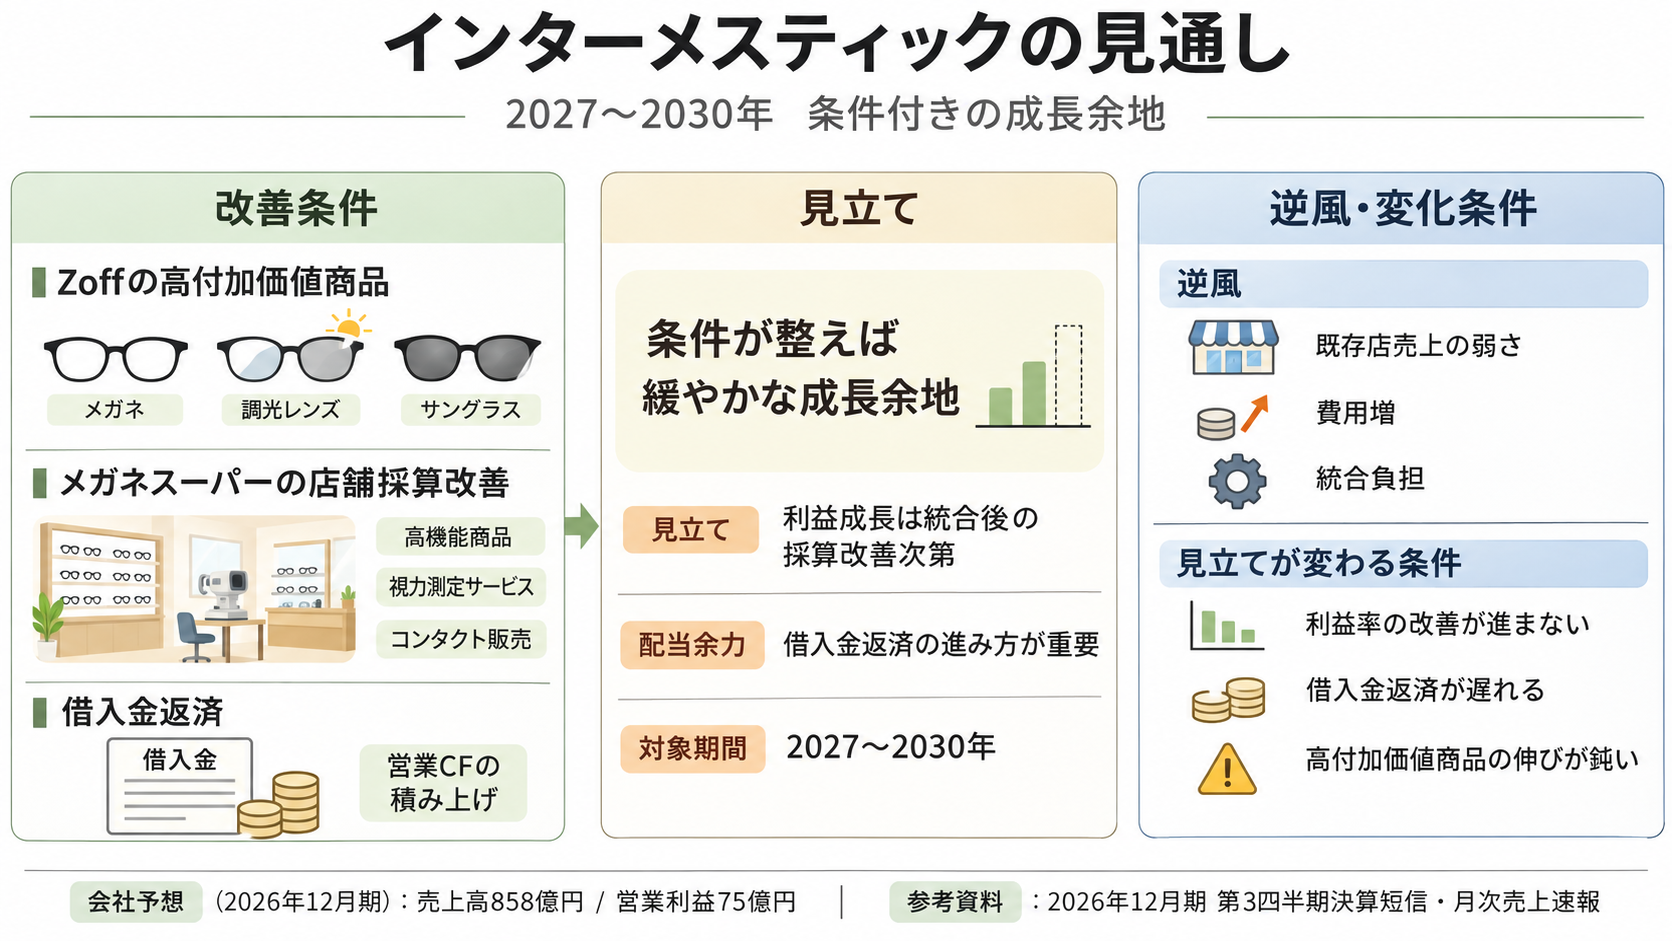 インターメスティックの見通し
2027～2030年 条件付きの成長余地
改善条件
Zoffの高付加価値商品
メガネ
調光レンズ
サングラス
メガネスーパーの店舗採算改善
高機能商品
視力測定サービス
コンタクト販売
借入金返済
借入金
営業CFの
積み上げ
見立て
条件が整えば
緩やかな成長余地
見立て
利益成長は統合後の
採算改善次第
配当余力
借入金返済の進み方が重要
対象期間
2027～2030年
逆風・変化条件
逆風
既存店売上の弱さ
費用増
統合負担
見立てが変わる条件
利益率の改善が進まない
借入金返済が遅れる
高付加価値商品の伸びが鈍い
会社予想 (2026年12月期)：売上高858億円 / 営業利益75億円
参考資料 ：2026年12月期 第3四半期決算短信・月次売上速報